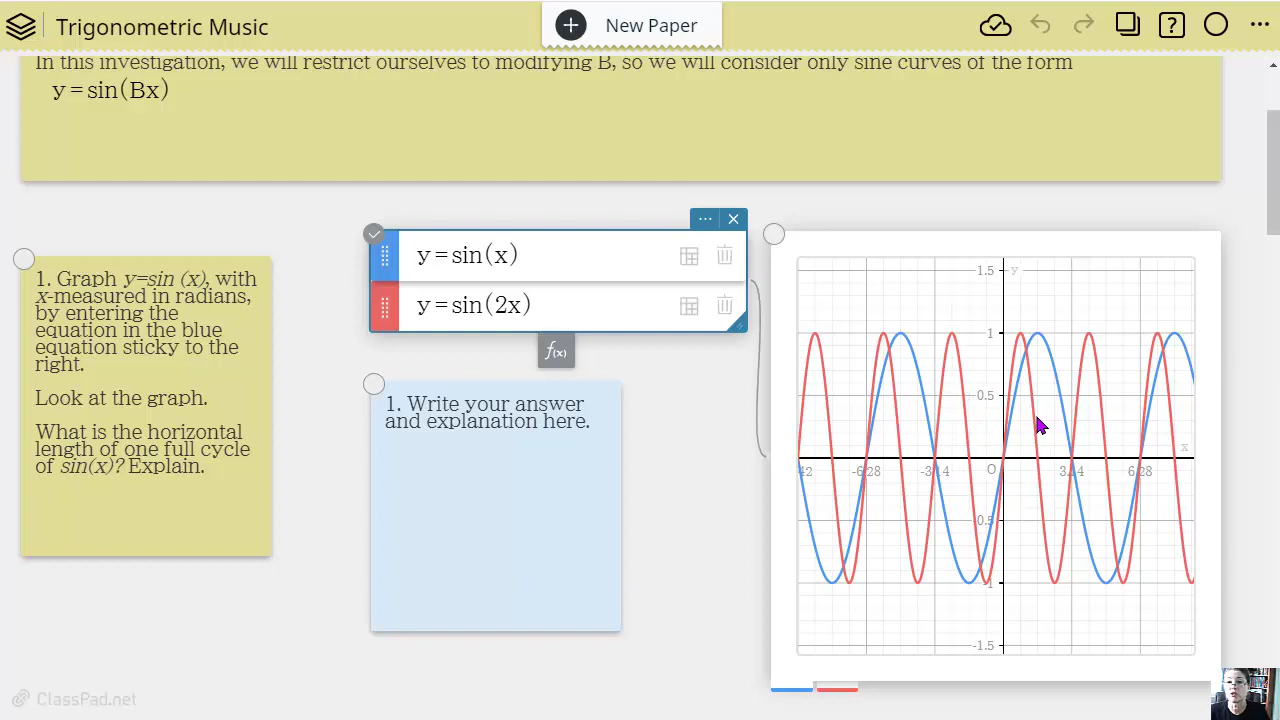 Trigonometric Music
New Paper
In this investigation, we will restrict ourselves to modifying B, so we will consider only sine curves of the form
y=sin(Bx)
1. Graph y=sin (x), with
x-measured in radians,
by entering the
equation in the blue
equation sticky to the
right.
Look at the graph.
What is the horizontal
length of one full cycle
of sin(x)? Explain.
y=sin(x)
y=sin(2x)
f(x)
1. Write your answer
and explanation here.
1.5
y
1
0.5
x
42 -6.28 -3.14 O 3.14 6.28
-0.5
-1
-1.5
ClassPad.net